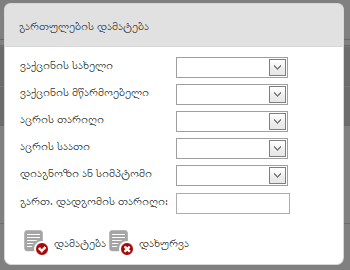 გართულების დამატება
ვაქცინის სახელი
ვაქცინის მწარმოებელი
აცრის თარიღი
აცრის საათი
დიაგნოზი ან სიმპტომი
გართ. დადგომის თარიღი:
დამატება დახურვა